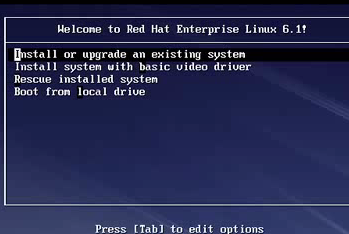 Welcome to Red Hat Enterprise Linux 6.1!
Install or upgrade an existing system
Install system with basic video driver
Rescue installed system
Boot from local drive
Press [Tab] to edit options